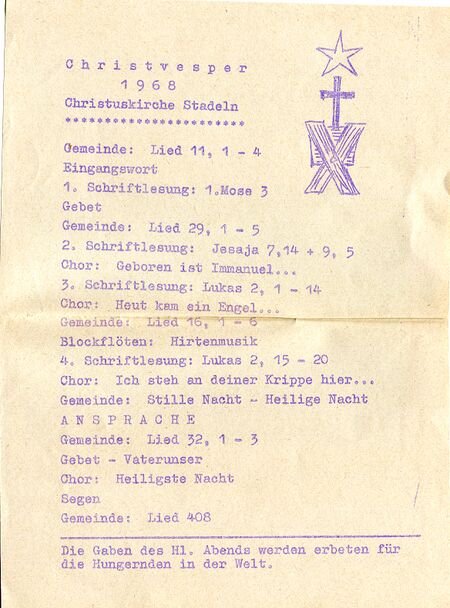 C h r i s t v e s p e r
1 9 6 8
Christuskirche Stadeln
***********************
Gemeinde: Lied 11, 1 - 4
Eingangswort
1. Schriftlesung: 1.Mose 3
Gebet
Gemeinde: Lied 29, 1 - 5
2. Schriftlesung: Jesaja 7,14 + 9, 5
Chor: Geboren ist Immanuel...
3. Schriftlesung: Lukas 2, 1 - 14
Chor: Heut kam ein Engel...
Gemeinde: Lied 16, 1 - 6
Blockflöten: Hirtenmusik
4. Schriftlesung: Lukas 2, 15 - 20
Chor: Ich steh an deiner Krippe hier...
Gemeinde: Stille Nacht - Heilige Nacht
A N S P R A C H E
Gemeinde: Lied 32, 1 - 3
Gebet - Vaterunser
Chor: Heiligste Nacht
Segen
Gemeinde: Lied 408
Die Gaben des Hl. Abends werden erbeten für
die Hungernden in der Welt.